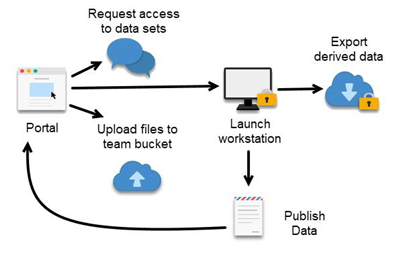 Request access
to data sets
Export
derived data
Portal
Upload files to
team bucket
Launch
workstation
Publish
Data